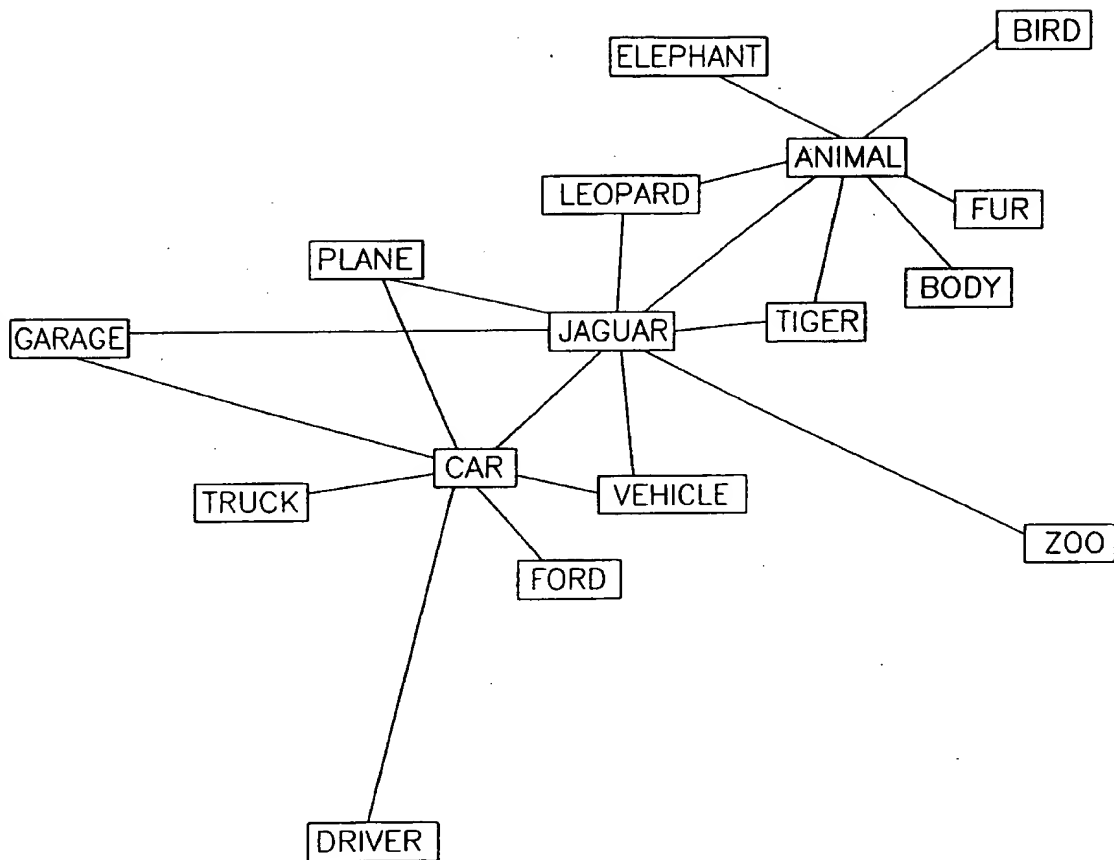 BIRD
ELEPHANT
ANIMAL
LEOPARD
FUR
PLANE
BODY
TIGER
JAGUAR
GARAGE
CAR
VEHICLE
TRUCK
ZOO
FORD
DRIVER